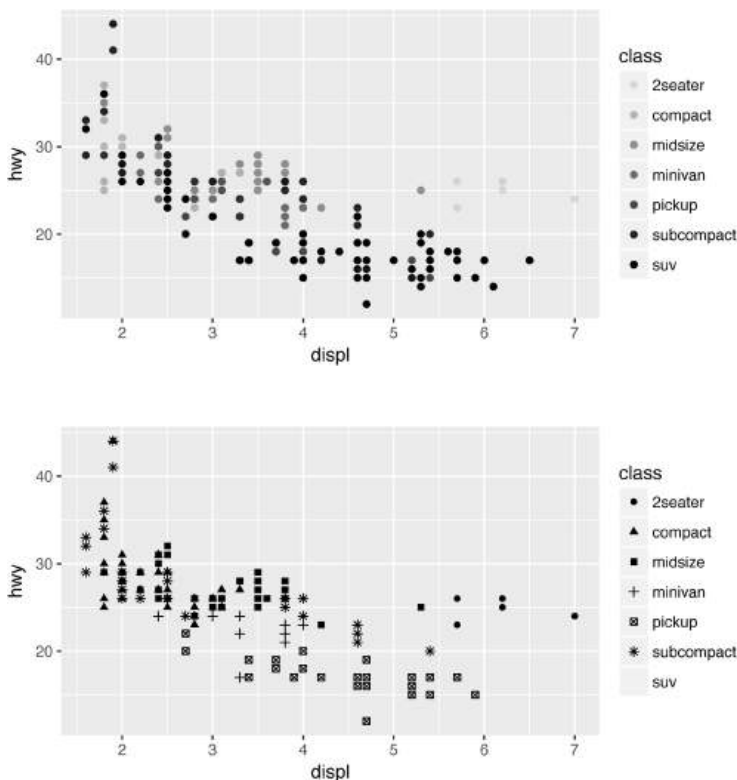 class
40
2seater
compact
30
midsize
hwy
minivan
pickup
20
subcompact
suv
2 3 4 5 6 7
displ
class
40
2seater
compact
midsize
30
hwy
minivan
pickup
20
subcompact
suv
2 3 4 5 6 7
displ